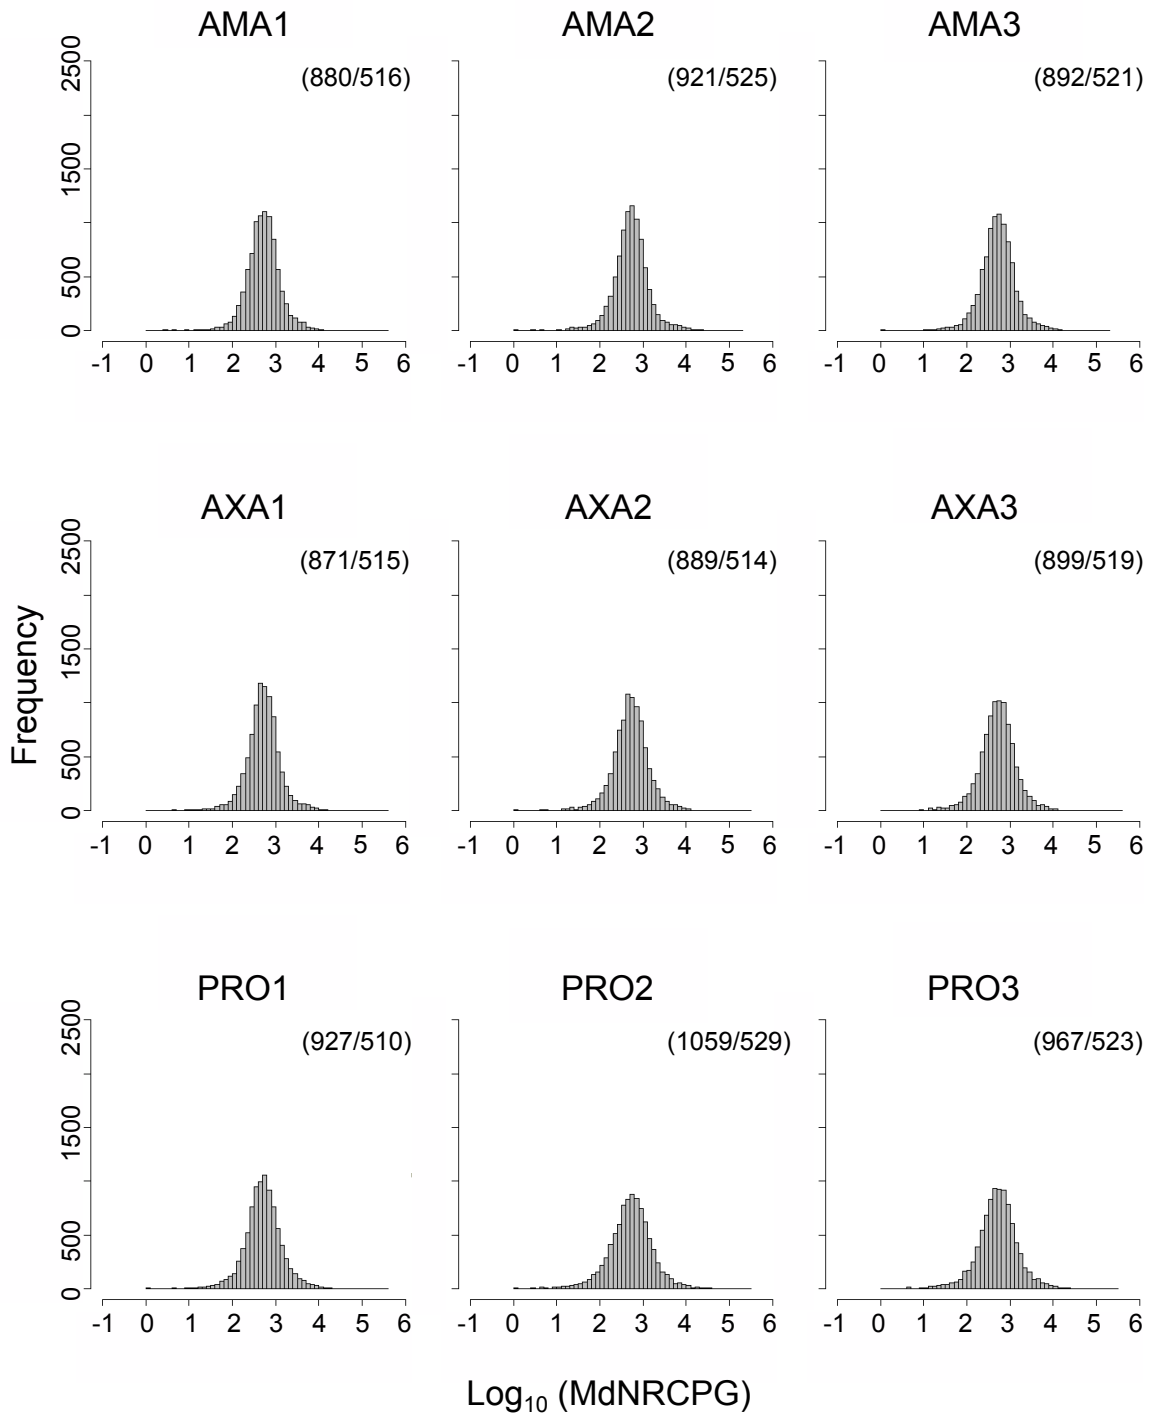 AMA1 AMA2 AMA3
(880/516) (921/525) (892/521)
2500
1500
500
0
-1 0 1 2 3 4 5 6 -1 0 1 2 3 4 5 6 -1 0 1 2 3 4 5 6
AXA1 AXA2 AXA3
(871/515) (889/514) (899/519)
2500
1500
500
0
-1 0 1 2 3 4 5 6 -1 0 1 2 3 4 5 6 -1 0 1 2 3 4 5 6
Frequency
PRO1 PRO2 PRO3
(927/510) (1059/529) (967/523)
2500
1500
500
0
-1 0 1 2 3 4 5 6 -1 0 1 2 3 4 5 6 -1 0 1 2 3 4 5 6
Log₁₀ (MdNRCPG)